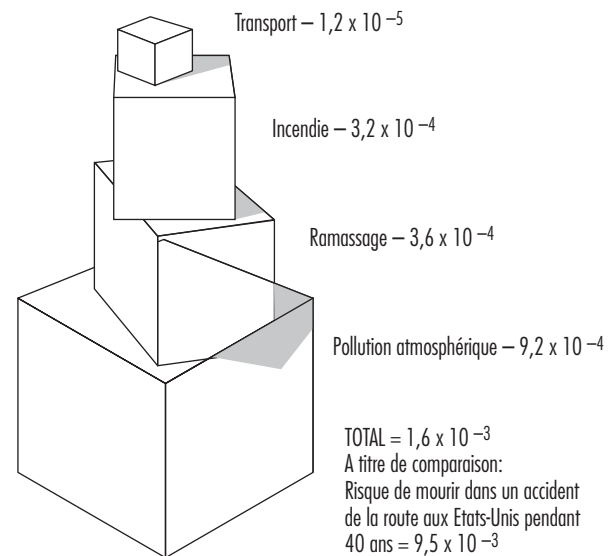 Transport – 1,2 x 10 –5
Incendie – 3,2 x 10 –4
Ramassage – 3,6 x 10 –4
Pollution atmosphérique – 9,2 x 10 –4
TOTAL = 1,6 x 10 –3
A titre de comparaison:
Risque de mourir dans un accident
de la route aux Etats-Unis pendant
40 ans = 9,5 x 10 –3